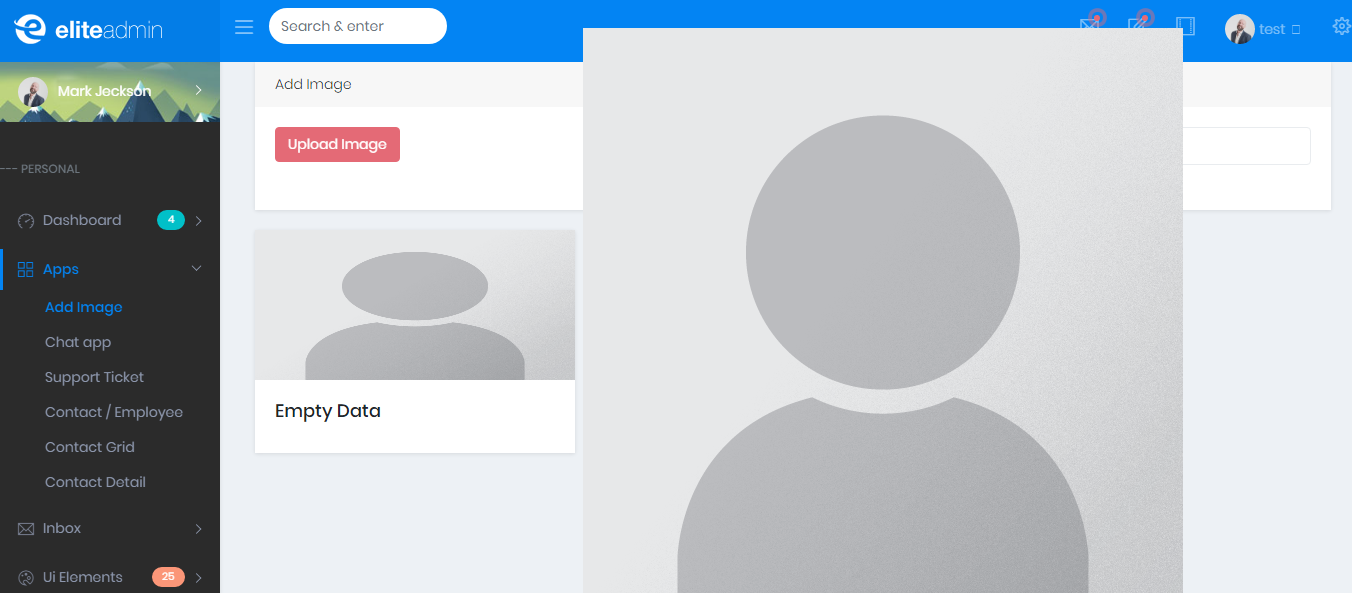 eliteadmin
Search & enter
test
Mark Jeckson
Add Image
Upload Image
--- PERSONAL
Dashboard 4
Apps
Add Image
Chat app
Support Ticket
Contact / Employee
Contact Grid
Contact Detail
Inbox
Ui Elements 25
Empty Data